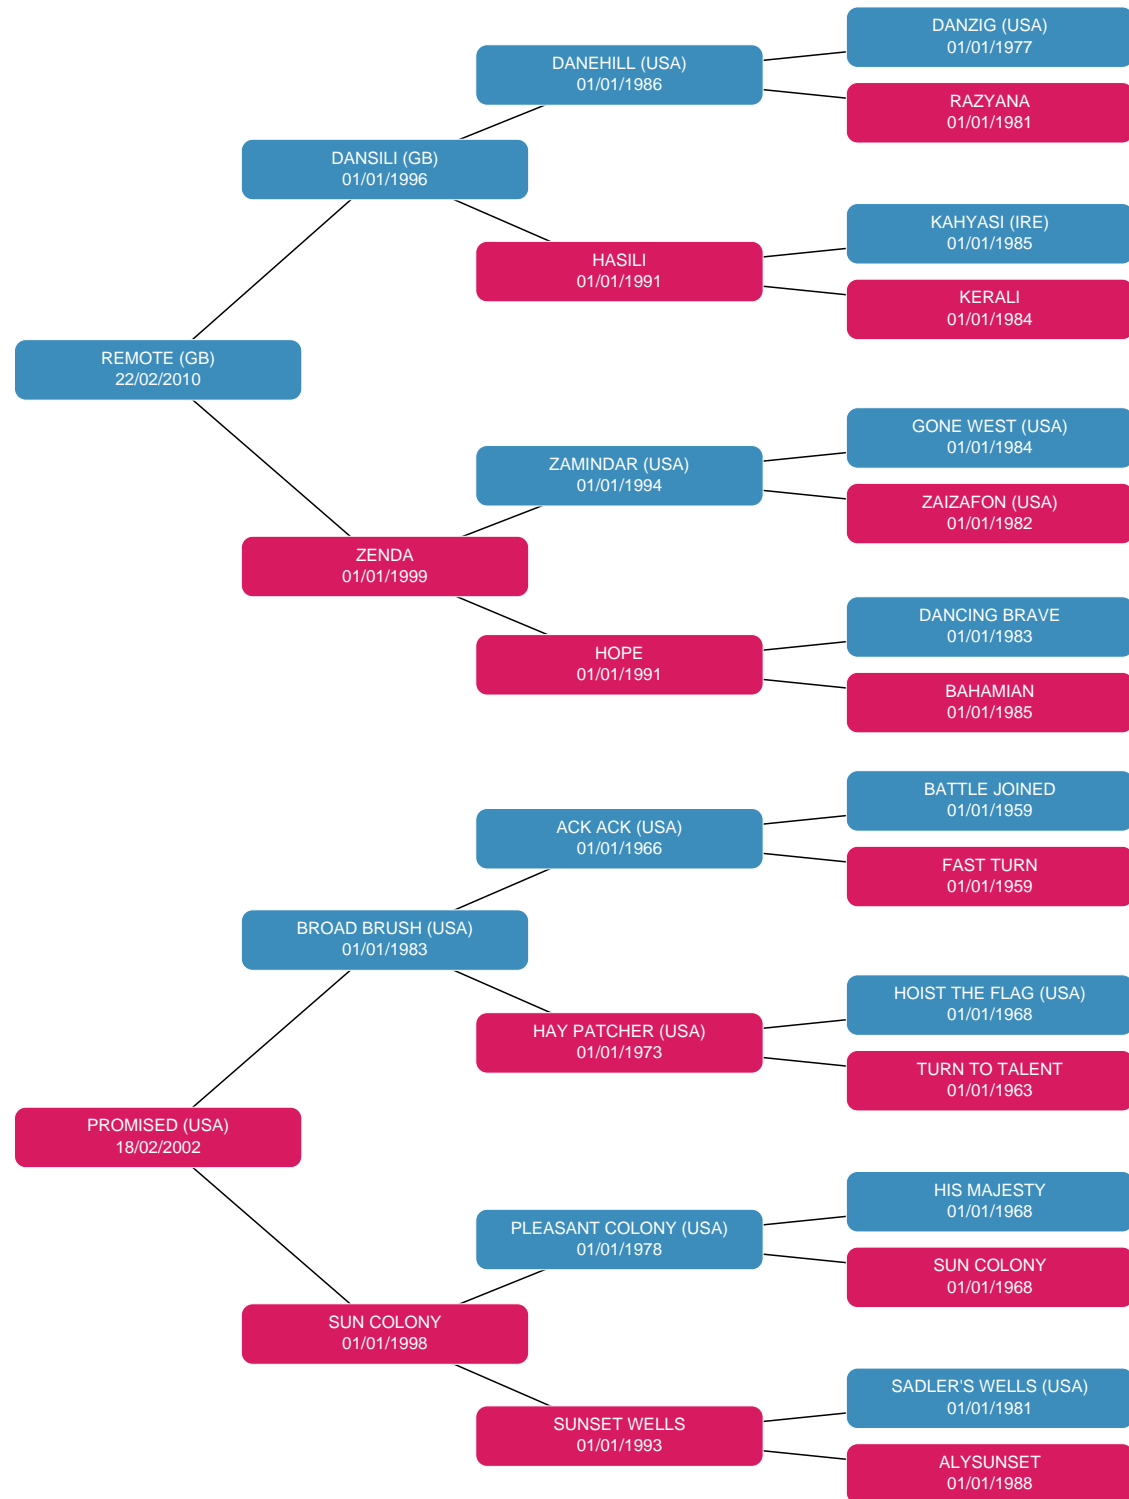 DANZIG (USA)
01/01/1977
DANEHILL (USA)
01/01/1986
RAZYANA
01/01/1981
DANSILI (GB)
01/01/1996
KAHYASI (IRE)
01/01/1985
HASILI
01/01/1991
KERALI
01/01/1984
REMOTE (GB)
22/02/2010
GONE WEST (USA)
01/01/1984
ZAMINDAR (USA)
01/01/1994
ZAIZAFON (USA)
01/01/1982
ZENDA
01/01/1999
DANCING BRAVE
01/01/1983
HOPE
01/01/1991
BAHAMIAN
01/01/1985
BATTLE JOINED
01/01/1959
ACK ACK (USA)
01/01/1966
FAST TURN
01/01/1959
BROAD BRUSH (USA)
01/01/1983
HOIST THE FLAG (USA)
01/01/1968
HAY PATCHER (USA)
01/01/1973
TURN TO TALENT
01/01/1963
PROMISED (USA)
18/02/2002
HIS MAJESTY
01/01/1968
PLEASANT COLONY (USA)
01/01/1978
SUN COLONY
01/01/1968
SUN COLONY
01/01/1998
SADLER'S WELLS (USA)
01/01/1981
SUNSET WELLS
01/01/1993
ALYSUNSET
01/01/1988